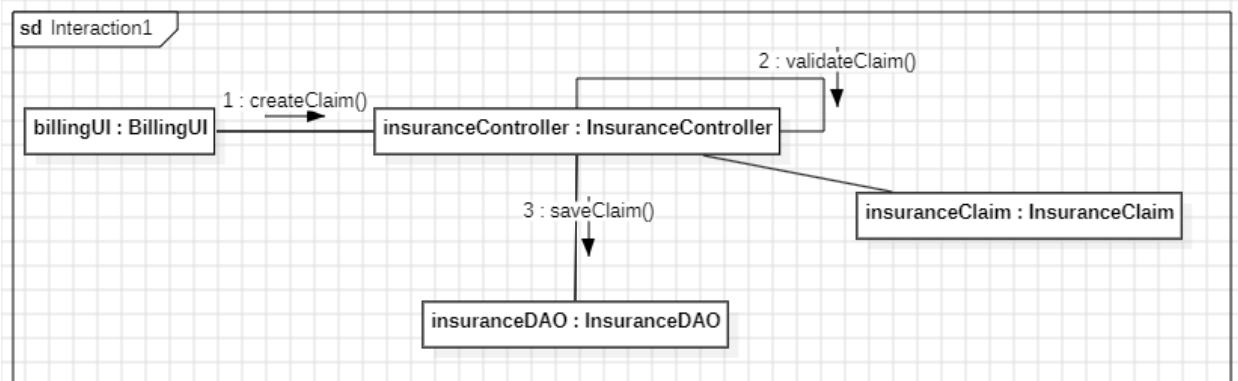 sd Interaction1
2 : validateClaim()
1 : createClaim()
billingUI : BillingUI
insuranceController : InsuranceController
3 : saveClaim()
insuranceClaim : InsuranceClaim
insuranceDAO : InsuranceDAO